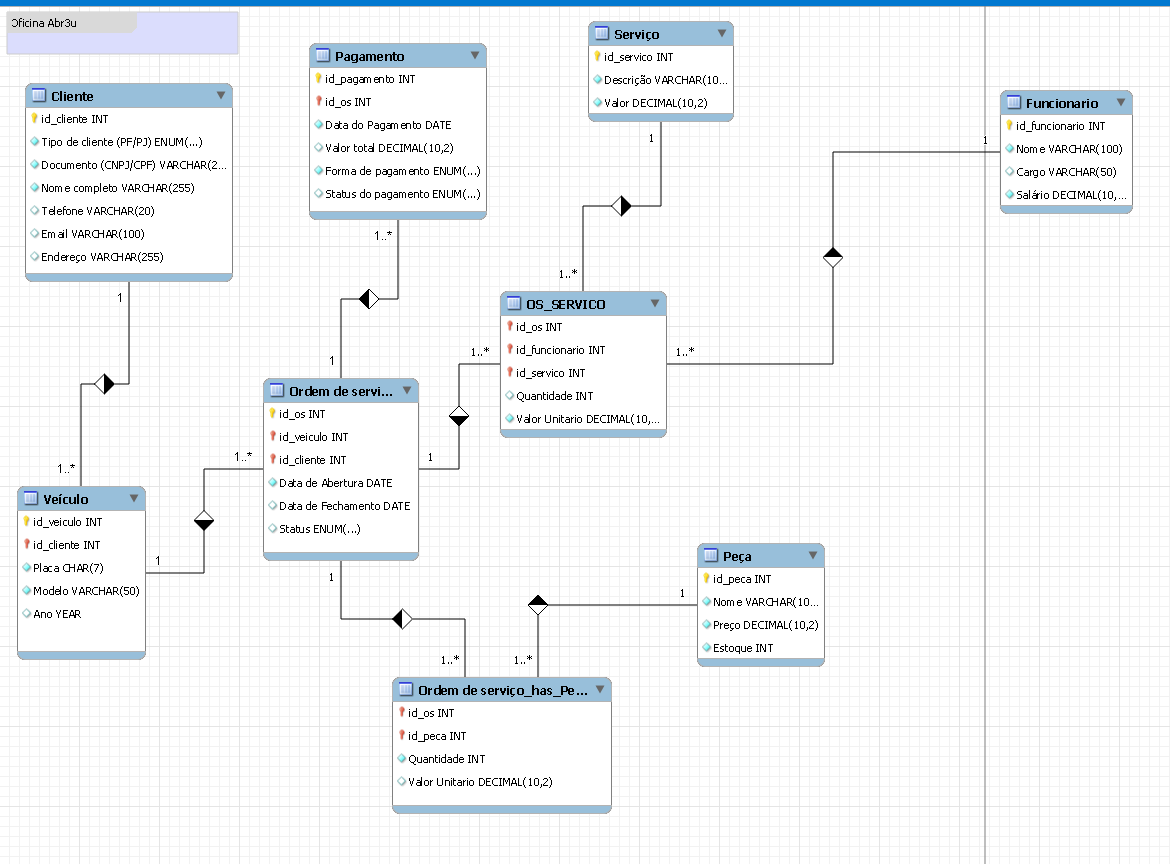 Oficina Abr3u
Cliente
id_cliente INT
Tipo de cliente (PF/PJ) ENUM(...)
Documento (CNPJ/CPF) VARCHAR(2...
Nome completo VARCHAR(255)
Telefone VARCHAR(20)
Email VARCHAR(100)
Endereço VARCHAR(255)
1
1..*
Pagamento
id_pagamento INT
id_os INT
Data do Pagamento DATE
Valor total DECIMAL(10,2)
Forma de pagamento ENUM(...)
Status do pagamento ENUM(...)
1..*
1
Serviço
id_servico INT
Descrição VARCHAR(10...
Valor DECIMAL(10,2)
1
1..*
Funcionario
id_funcionario INT
Nome VARCHAR(100)
Cargo VARCHAR(50)
Salário DECIMAL(10,...
1
1..*
OS_SERVICO
id_os INT
id_funcionario INT
id_servico INT
Quantidade INT
Valor Unitario DECIMAL(10,...
1..*
1
Ordem de servi...
id_os INT
id_veiculo INT
id_cliente INT
Data de Abertura DATE
Data de Fechamento DATE
Status ENUM(...)
1..*
1
Veículo
id_veiculo INT
id_cliente INT
Placa CHAR(7)
Modelo VARCHAR(50)
Ano YEAR
Peça
id_peca INT
Nome VARCHAR(10...
Preço DECIMAL(10,2)
Estoque INT
1
1
1..*
1..*
Ordem de serviço_has_Pe...
id_os INT
id_peca INT
Quantidade INT
Valor Unitario DECIMAL(10,2)